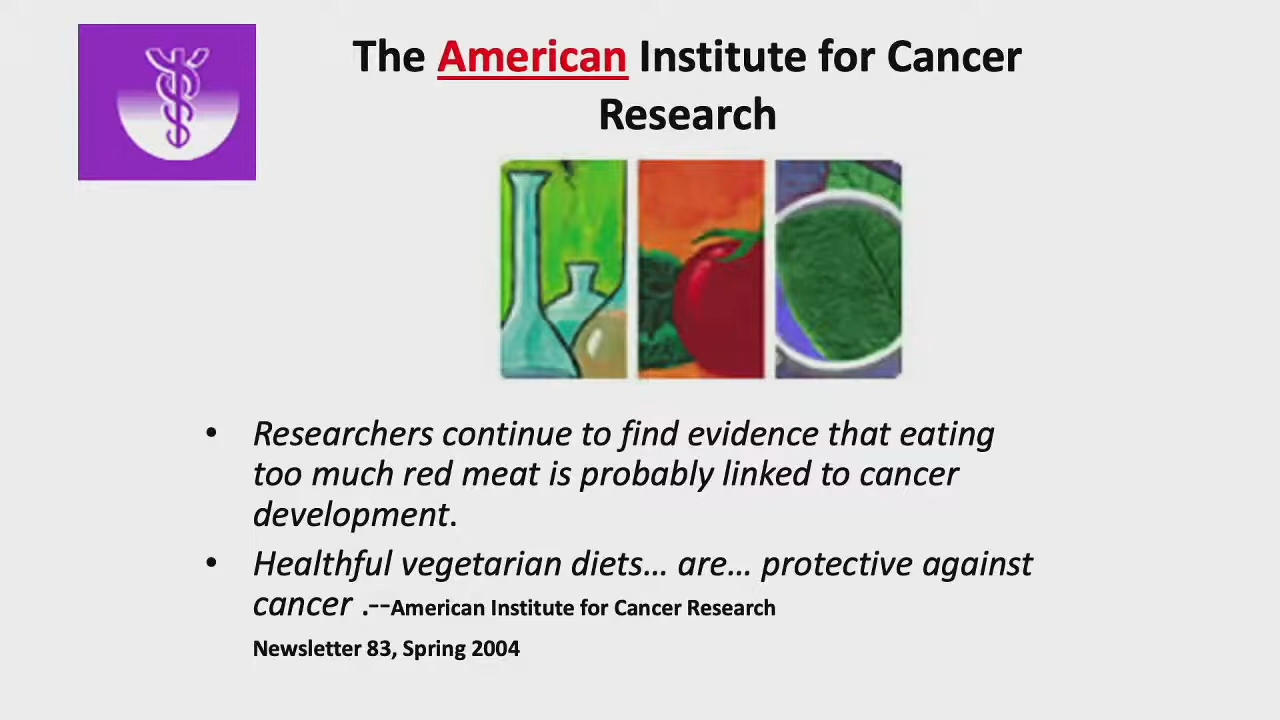 The American Institute for Cancer
Research
• Researchers continue to find evidence that eating
too much red meat is probably linked to cancer
development.
• Healthful vegetarian diets... are... protective against
cancer .--American Institute for Cancer Research
Newsletter 83, Spring 2004